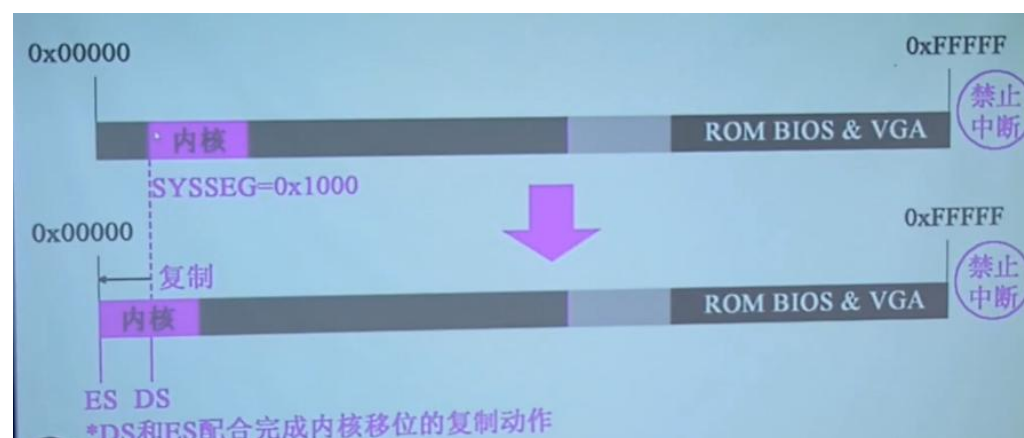 0x00000
0xFFFFF
禁止
中断
内核
ROM BIOS & VGA
SYSSEG=0x1000
0x00000
0xFFFFF
复制
禁止
中断
内核
ROM BIOS & VGA
ES DS
*DS和ES配合完成内核移位的复制动作